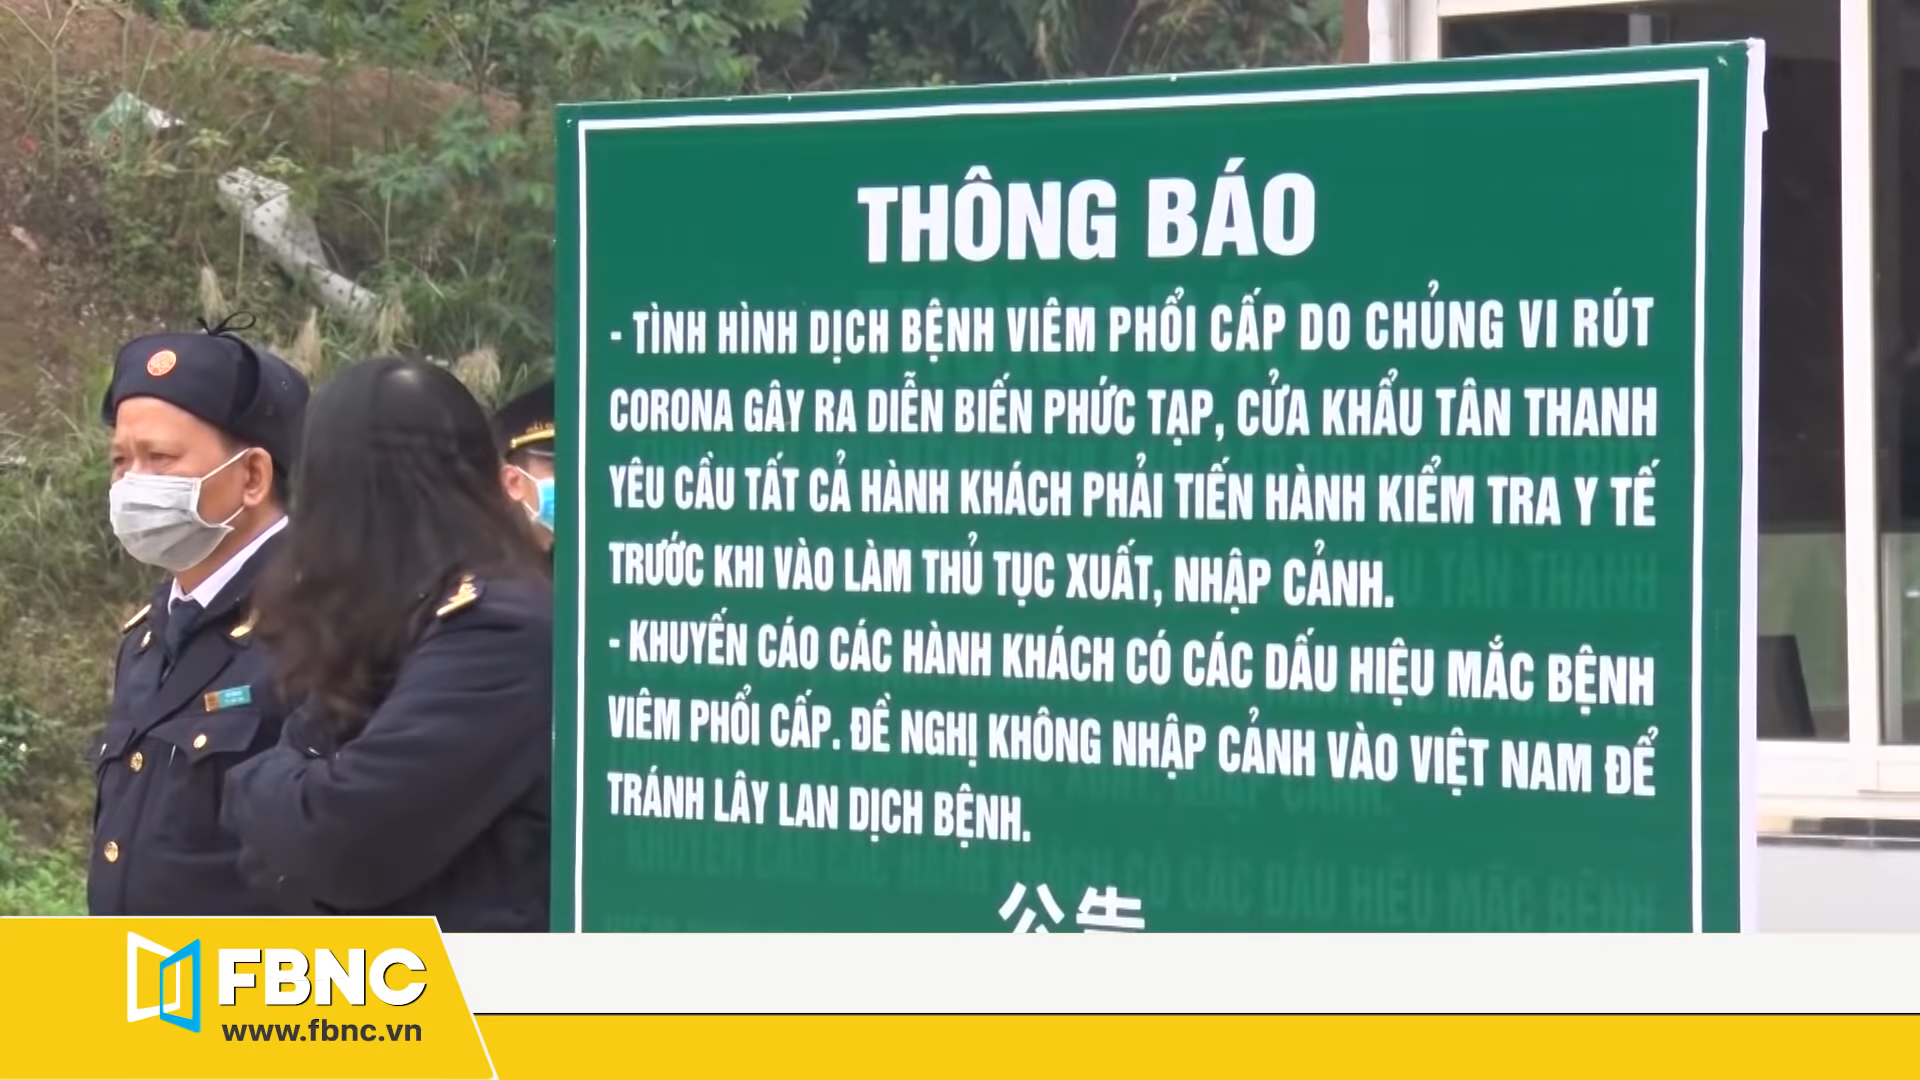 THÔNG BÁO
- TÌNH HÌNH DỊCH BỆNH VIÊM PHỔI CẤP DO CHỦNG VI RÚT
CORONA GÂY RA DIỄN BIẾN PHỨC TẠP, CỬA KHẨU TÂN THANH
YÊU CẦU TẤT CẢ HÀNH KHÁCH PHẢI TIẾN HÀNH KIỂM TRA Y TẾ
TRƯỚC KHI VÀO LÀM THỦ TỤC XUẤT, NHẬP CẢNH.
- KHUYẾN CÁO CÁC HÀNH KHÁCH CÓ CÁC DẤU HIỆU MẮC BỆNH
VIÊM PHỔI CẤP. ĐỀ NGHỊ KHÔNG NHẬP CẢNH VÀO VIỆT NAM ĐỂ
TRÁNH LÂY LAN DỊCH BỆNH.
公告
FBNC
www.fbnc.vn